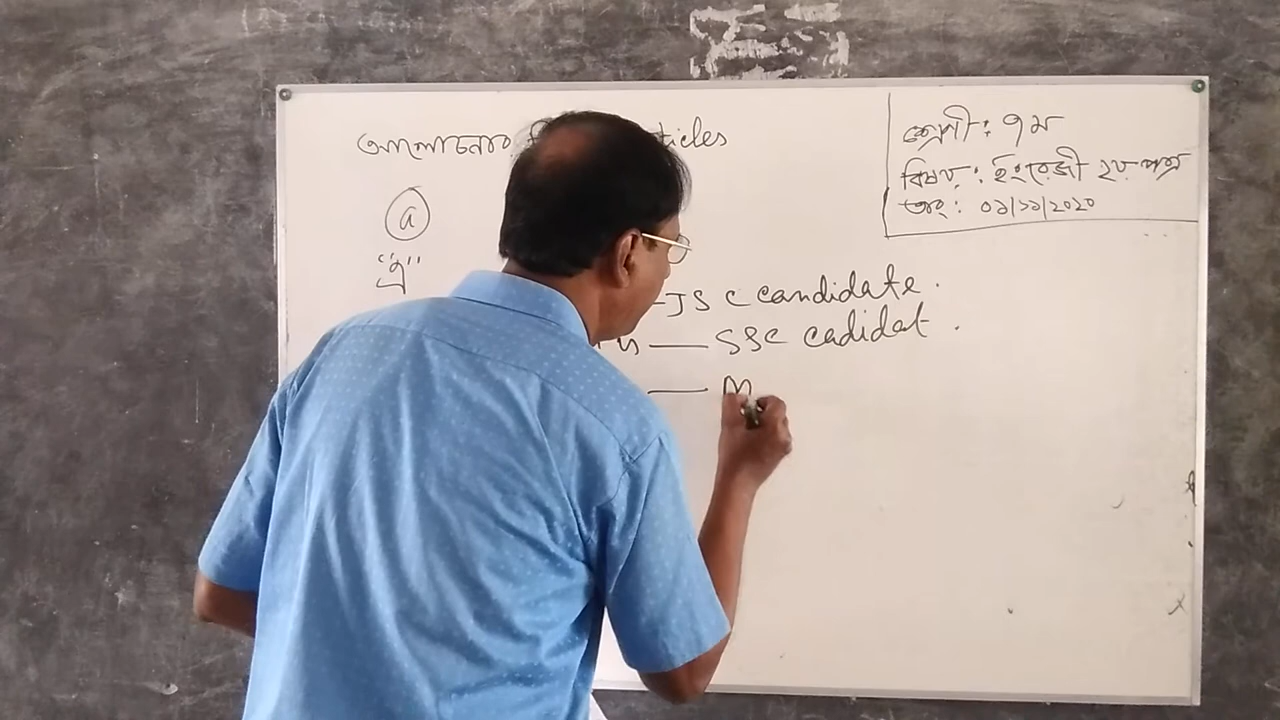 আলোচনার ticles
শ্রেণী: ৭ম
বিষয়: ইংরেজী ২য় পত্র
তাং: ০১/১১/২০২০
a
"এ"
— JSC candidate.
— SSC cadidat.
— M